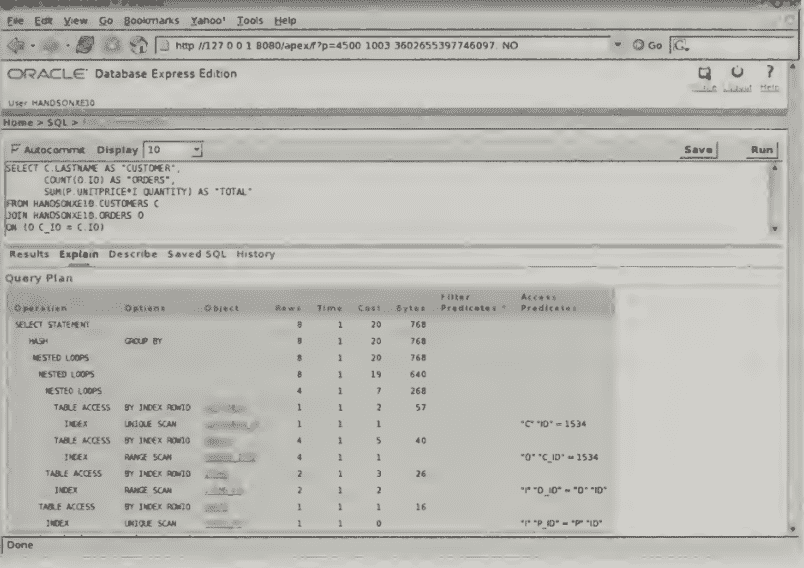 File Edit View Go Bookmarks Yahoo! Tools Help
http //127 0 0 1 8080/apex/f?p=4500 1003 3602655397746097. NO Go
ORACLE Database Express Edition
Help
User HANDSONXE10
Home > SQL >
Autocommit Display 10 Save Run
SELECT C.LASTNAME AS "CUSTOMER",
COUNT(O.ID) AS "ORDERS",
SUM(P.UNITPRICE*I QUANTITY) AS "TOTAL"
FROM HANDSONXE10.CUSTOMERS C
JOIN HANDSONXE10.ORDERS O
ON (O C_ID = C.ID)
Results Explain Describe Saved SQL History
Query Plan
Operation Options Object Rows Time Cost Bytes Filter Predicates * Access Predicates
SELECT STATEMENT 8 1 20 768
HASH GROUP BY 8 1 20 768
NESTED LOOPS 8 1 20 768
NESTED LOOPS 8 1 19 640
NESTED LOOPS 4 1 7 268
TABLE ACCESS BY INDEX ROWID 1 1 2 57
INDEX UNIQUE SCAN 1 1 1 "C" "ID" = 1534
TABLE ACCESS BY INDEX ROWID 4 1 5 40
INDEX RANGE SCAN 4 1 1 "O" "C_ID" = 1534
TABLE ACCESS BY INDEX ROWID 2 1 3 26
INDEX RANGE SCAN 2 1 2 "I" "O_ID" = "O" "ID"
TABLE ACCESS BY INDEX ROWID 1 1 1 16
INDEX UNIQUE SCAN 1 1 0 "I" "P_ID" = "P" "ID"
Done